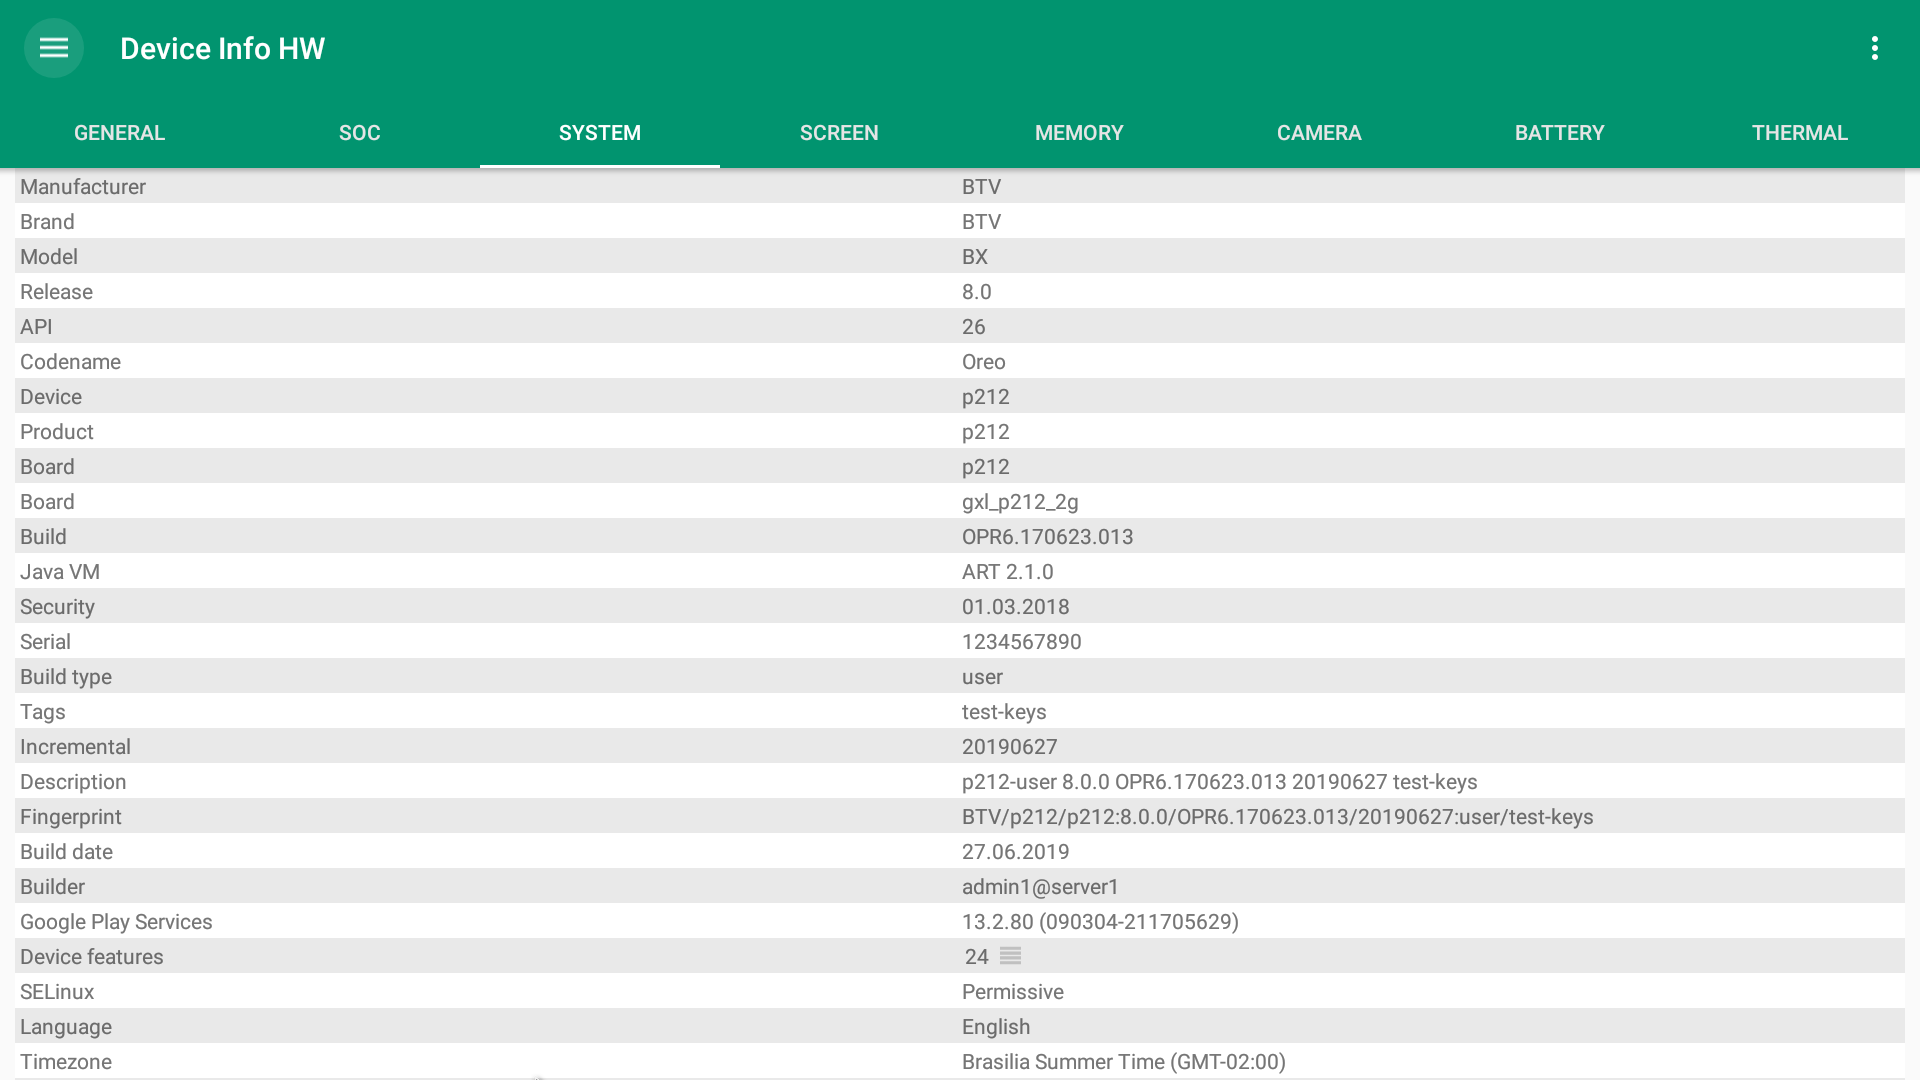 Device Info HW
GENERAL SOC SYSTEM SCREEN MEMORY CAMERA BATTERY THERMAL
Manufacturer BTV
Brand BTV
Model BX
Release 8.0
API 26
Codename Oreo
Device p212
Product p212
Board p212
Board gxl_p212_2g
Build OPR6.170623.013
Java VM ART 2.1.0
Security 01.03.2018
Serial 1234567890
Build type user
Tags test-keys
Incremental 20190627
Description p212-user 8.0.0 OPR6.170623.013 20190627 test-keys
Fingerprint BTV/p212/p212:8.0.0/OPR6.170623.013/20190627:user/test-keys
Build date 27.06.2019
Builder admin1@server1
Google Play Services 13.2.80 (090304-211705629)
Device features 24
SELinux Permissive
Language English
Timezone Brasilia Summer Time (GMT-02:00)